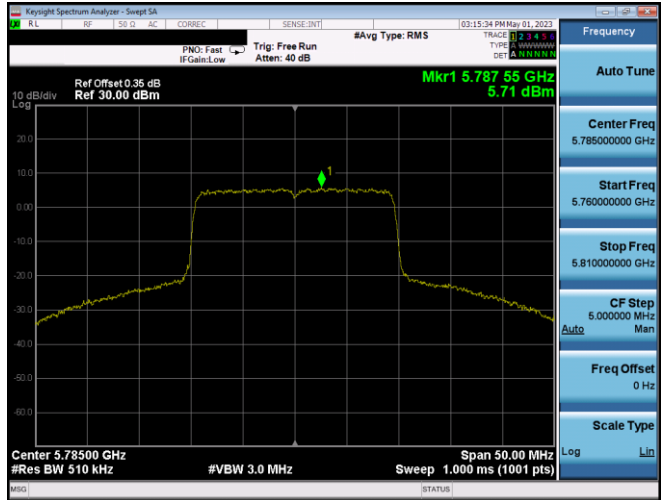 Keysight Spectrum Analyzer - Swept SA
RL RF 50 Ω AC CORREC SENSE:INT 03:15:34 PM May 01, 2023
#Avg Type: RMS TRACE 1 2 3 4 5 6
PNO: Fast Trig: Free Run TYPE A WWWWW
IFGain:Low Atten: 40 dB DET A N N N N N
Mkr1 5.787 55 GHz
5.71 dBm
Ref Offset 0.35 dB
10 dB/div Ref 30.00 dBm
Log
20.0
10.0
1
0.00
-10.0
-20.0
-30.0
-40.0
-50.0
-60.0
Center 5.78500 GHz Span 50.00 MHz
#Res BW 510 kHz #VBW 3.0 MHz Sweep 1.000 ms (1001 pts)
MSG STATUS
Frequency
Auto Tune
Center Freq
5.785000000 GHz
Start Freq
5.760000000 GHz
Stop Freq
5.810000000 GHz
CF Step
5.000000 MHz
Auto Man
Freq Offset
0 Hz
Scale Type
Log Lin